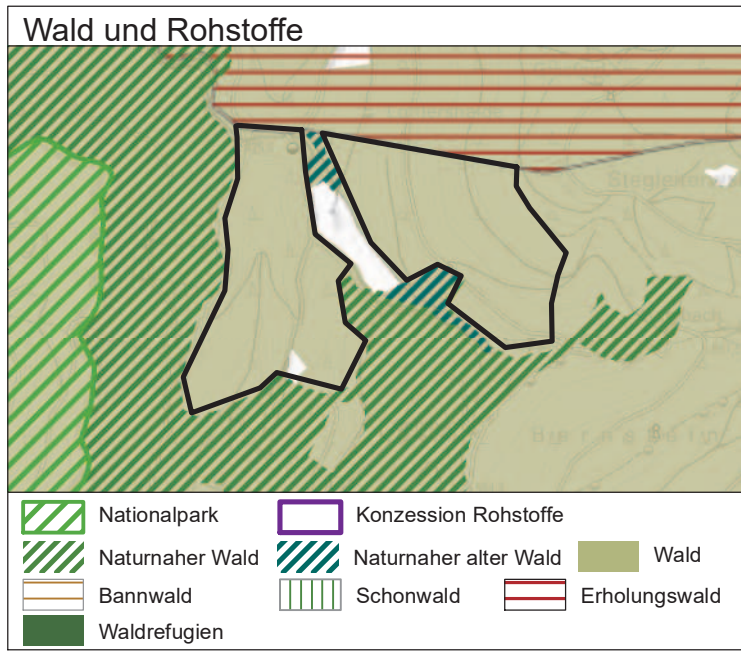 Wald und Rohstoffe
Nationalpark
Konzession Rohstoffe
Naturnaher Wald
Naturnaher alter Wald
Wald
Bannwald
Schonwald
Erholungswald
Waldrefugien